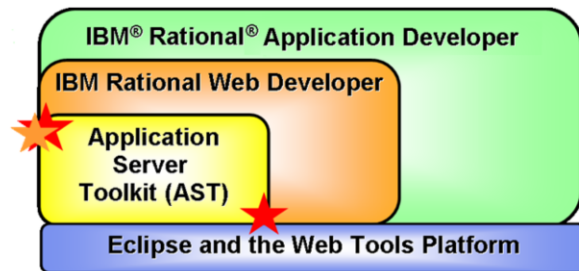 IBM® Rational® Application Developer
IBM Rational Web Developer
Application
Server
Toolkit (AST)
Eclipse and the Web Tools Platform